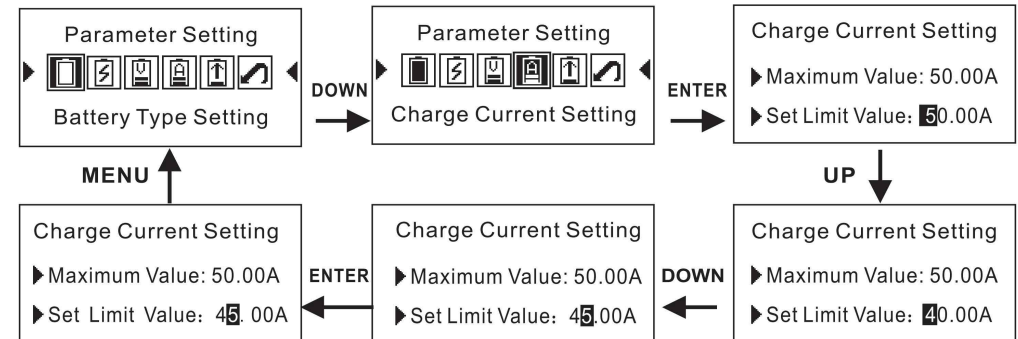 Parameter Setting
Battery Type Setting
DOWN
Parameter Setting
Charge Current Setting
ENTER
Charge Current Setting
Maximum Value: 50.00A
Set Limit Value: 50.00A
UP
Charge Current Setting
Maximum Value: 50.00A
Set Limit Value: 40.00A
DOWN
Charge Current Setting
Maximum Value: 50.00A
Set Limit Value: 45.00A
ENTER
Charge Current Setting
Maximum Value: 50.00A
Set Limit Value: 45. 00A
MENU